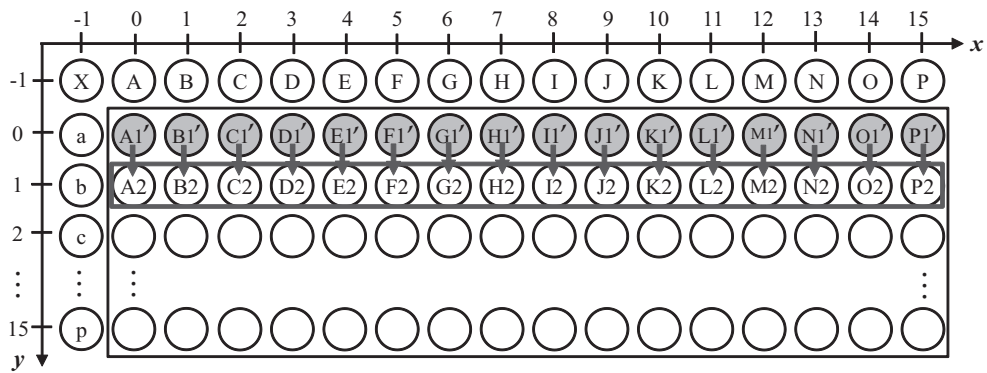 -1 0 1 2 3 4 5 6 7 8 9 10 11 12 13 14 15
x
-1 X A B C D E F G H I J K L M N O P
0 a A1′ B1′ C1′ D1′ E1′ F1′ G1′ H1′ I1′ J1′ K1′ L1′ M1′ N1′ O1′ P1′
1 b A2 B2 C2 D2 E2 F2 G2 H2 I2 J2 K2 L2 M2 N2 O2 P2
2 c
⋮ ⋮ ⋮ ⋮
15 p
y